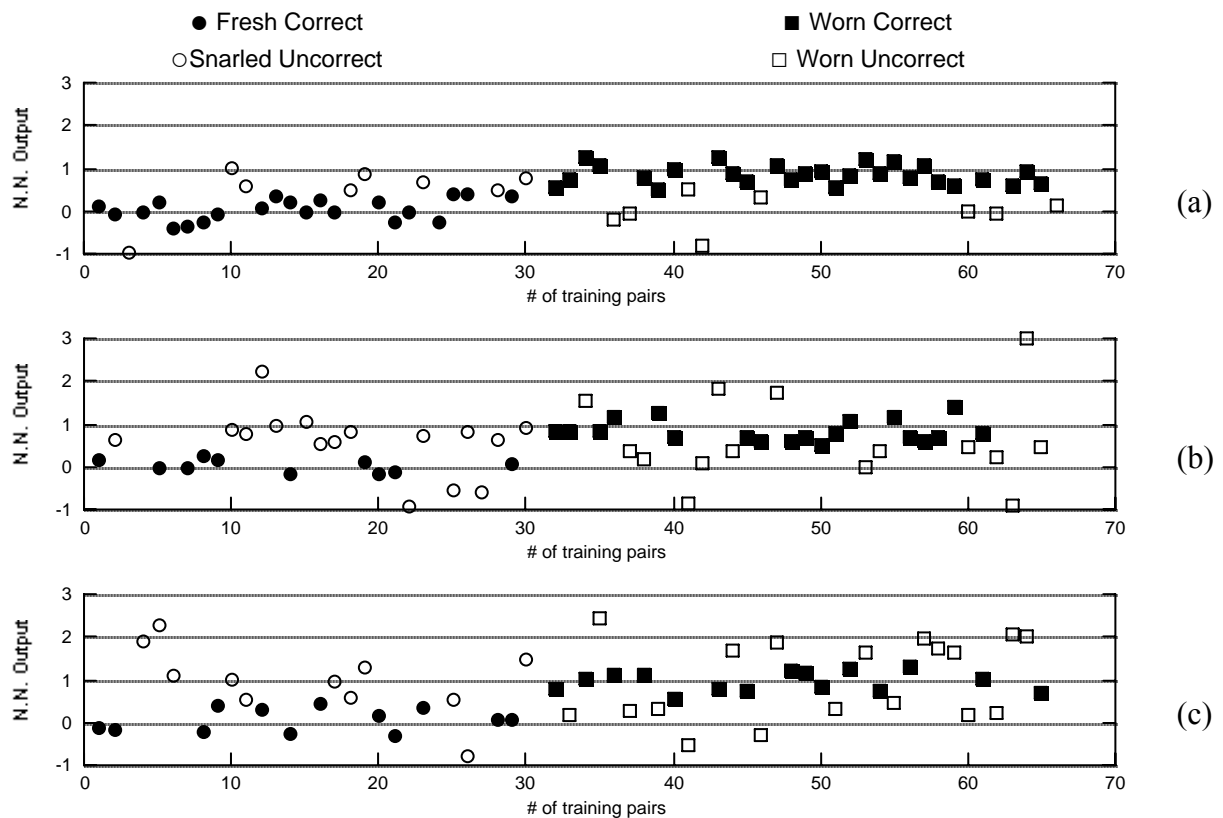 Fresh Correct
Worn Correct
Snarled Uncorrect
Worn Uncorrect
3
2
1
0
-1
N.N. Output
0 10 20 30 40 50 60 70
# of training pairs
(a)
3
2
1
0
-1
N.N. Output
0 10 20 30 40 50 60 70
# of training pairs
(b)
3
2
1
0
-1
N.N. Output
0 10 20 30 40 50 60 70
# of training pairs
(c)